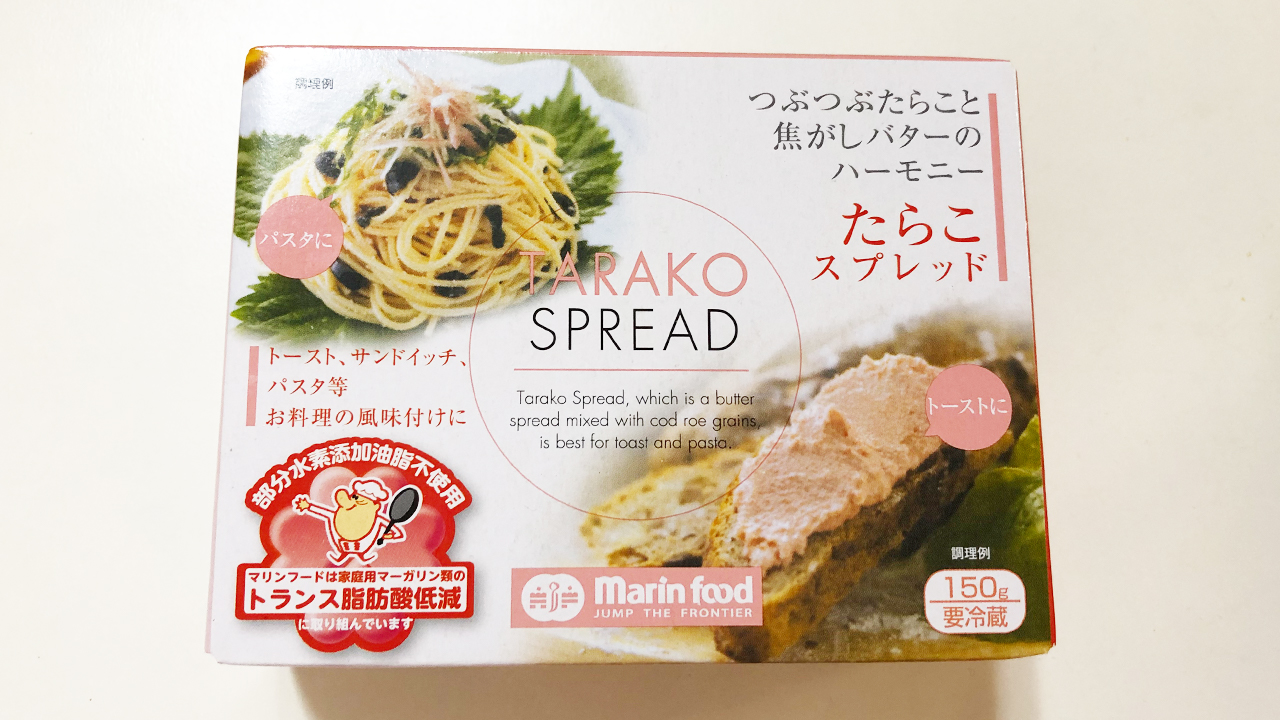 調理例
つぶつぶたらこと
焦がしバターの
ハーモニー
たらこ
スプレッド
パスタに
TARAKO
SPREAD
トースト、サンドイッチ、
パスタ等
お料理の風味付けに
Tarako Spread, which is a butter
spread mixed with cod roe grains,
is best for toast and pasta.
トーストに
部分水素添加油脂不使用
マリンフードは家庭用マーガリン類の
トランス脂肪酸低減
に取り組んでいます
marin food
JUMP THE FRONTIER
調理例
150g
要冷蔵